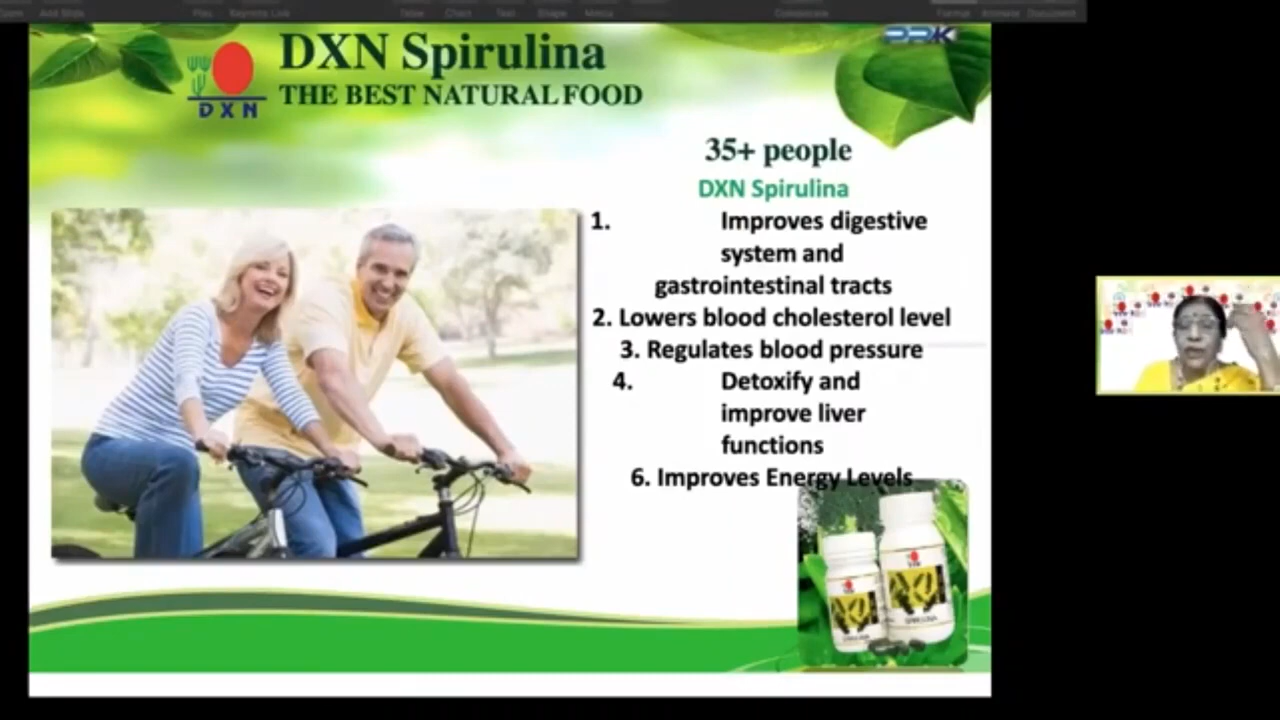 DXN Spirulina
THE BEST NATURAL FOOD
DXN
35+ people
DXN Spirulina
1. Improves digestive
system and
gastrointestinal tracts
2. Lowers blood cholesterol level
3. Regulates blood pressure
4. Detoxify and
improve liver
functions
6. Improves Energy Levels
SPIRULINA